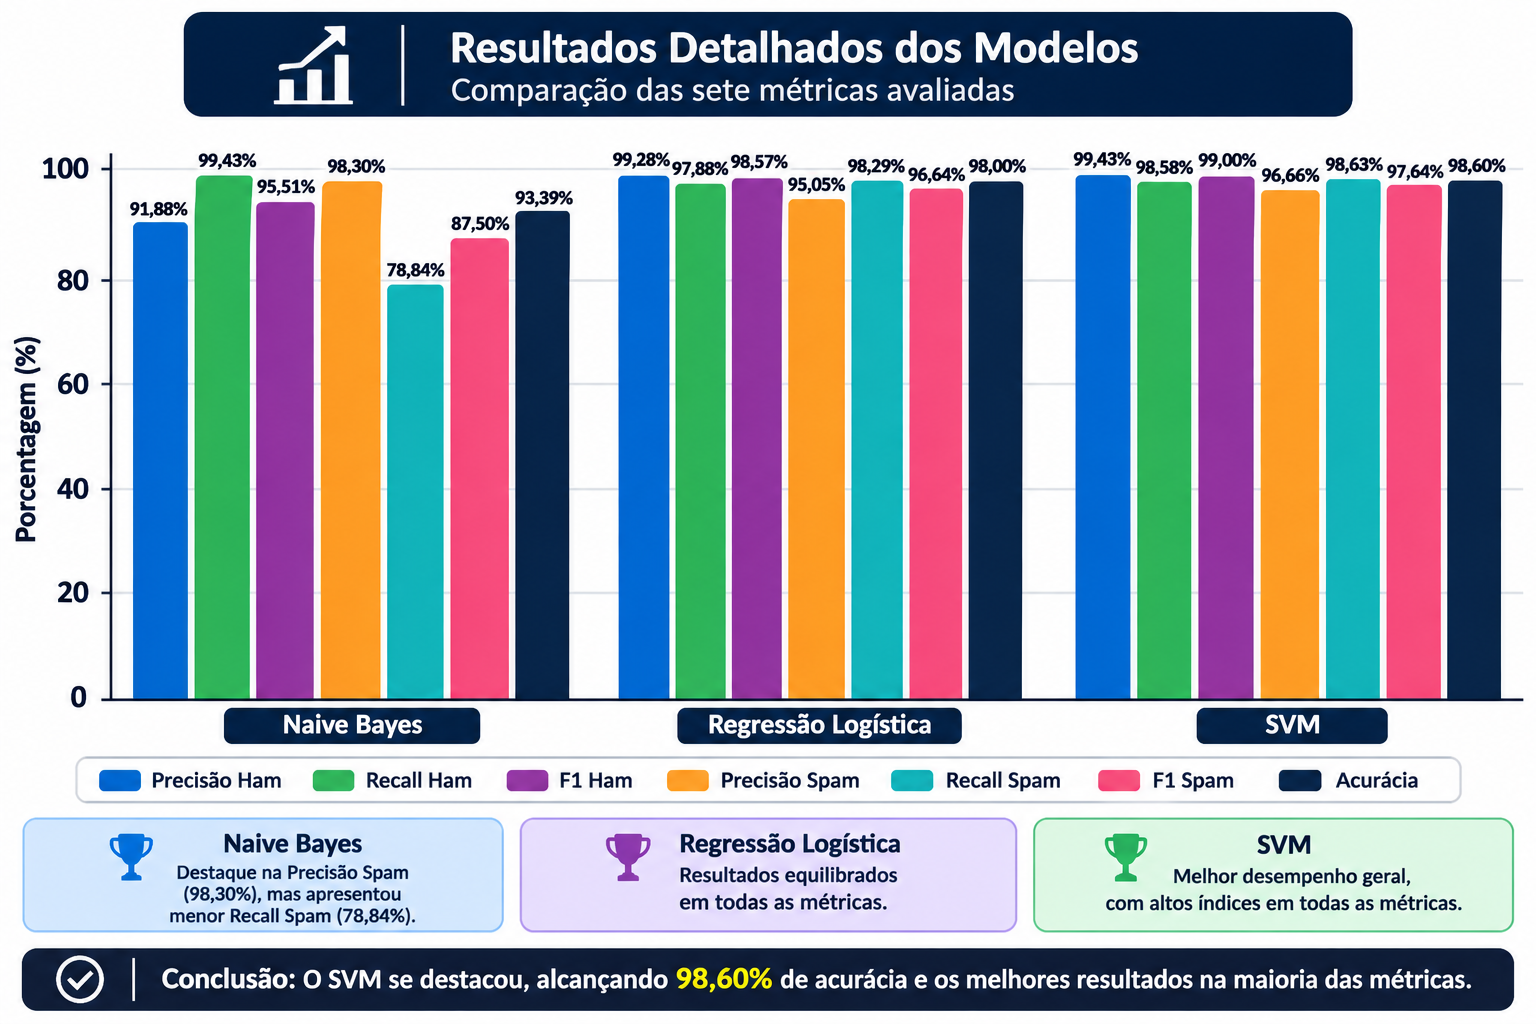 Resultados Detalhados dos Modelos
Comparação das sete métricas avaliadas
Porcentagem (%)
100
80
60
40
20
0
91,88%
99,43%
95,51%
98,30%
78,84%
87,50%
93,39%
99,28%
97,88%
98,57%
95,05%
98,29%
96,64%
98,00%
99,43%
98,58%
99,00%
96,66%
98,63%
97,64%
98,60%
Naive Bayes
Regressão Logística
SVM
Precisão Ham
Recall Ham
F1 Ham
Precisão Spam
Recall Spam
F1 Spam
Acurácia
Naive Bayes
Destaque na Precisão Spam
(98,30%), mas apresentou
menor Recall Spam (78,84%).
Regressão Logística
Resultados equilibrados
em todas as métricas.
SVM
Melhor desempenho geral,
com altos índices em todas as métricas.
Conclusão: O SVM se destacou, alcançando 98,60% de acurácia e os melhores resultados na maioria das métricas.